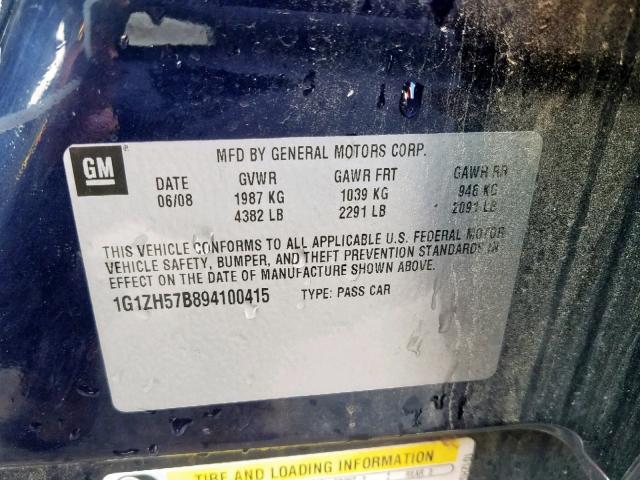 GM
MFD BY GENERAL MOTORS CORP.
DATE GVWR GAWR FRT GAWR RR
06/08 1987 KG 1039 KG 948 KG
4382 LB 2291 LB 2091 LB
THIS VEHICLE CONFORMS TO ALL APPLICABLE U.S. FEDERAL MOTOR
VEHICLE SAFETY, BUMPER, AND THEFT PREVENTION STANDARDS IN
EFFECT ON THE DATE OF MANUFACTURE SHOWN ABOVE.
1G1ZH57B894100415 TYPE: PASS CAR
TIRE AND LOADING INFORMATION